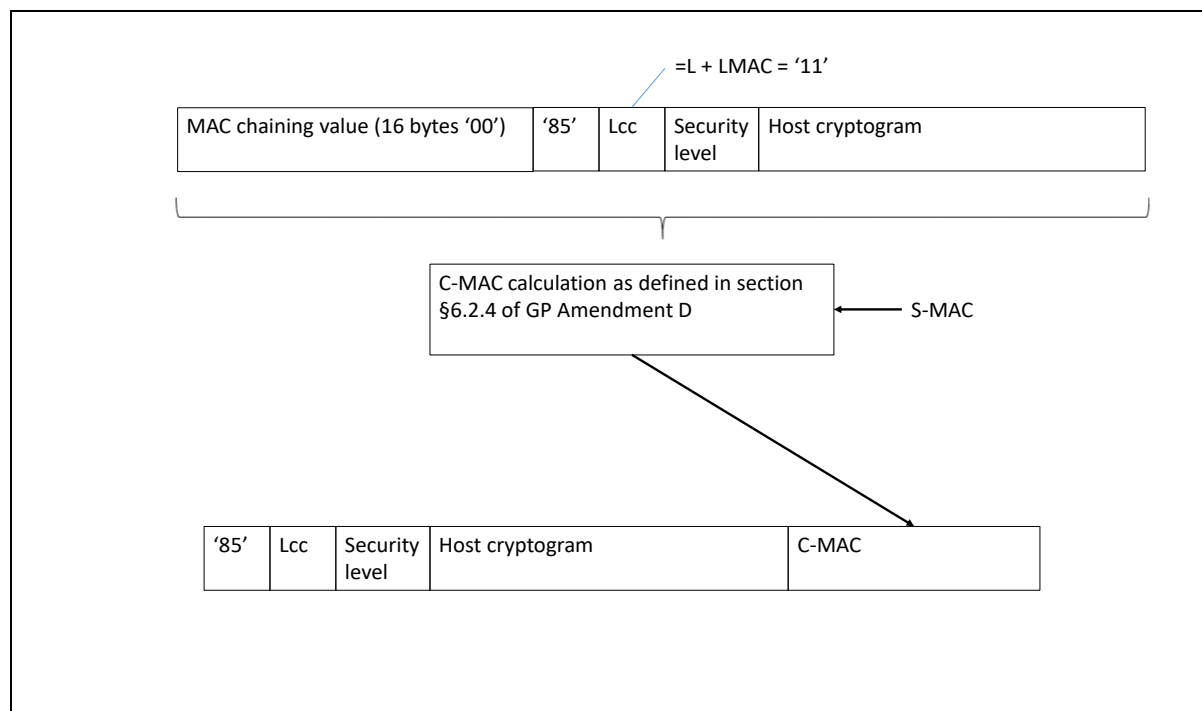 =L + LMAC = ‘11’
MAC chaining value (16 bytes ‘00’) ‘85’ Lcc Security Host cryptogram
level
C-MAC calculation as defined in section
§6.2.4 of GP Amendment D
S-MAC
‘85’ Lcc Security Host cryptogram C-MAC
level